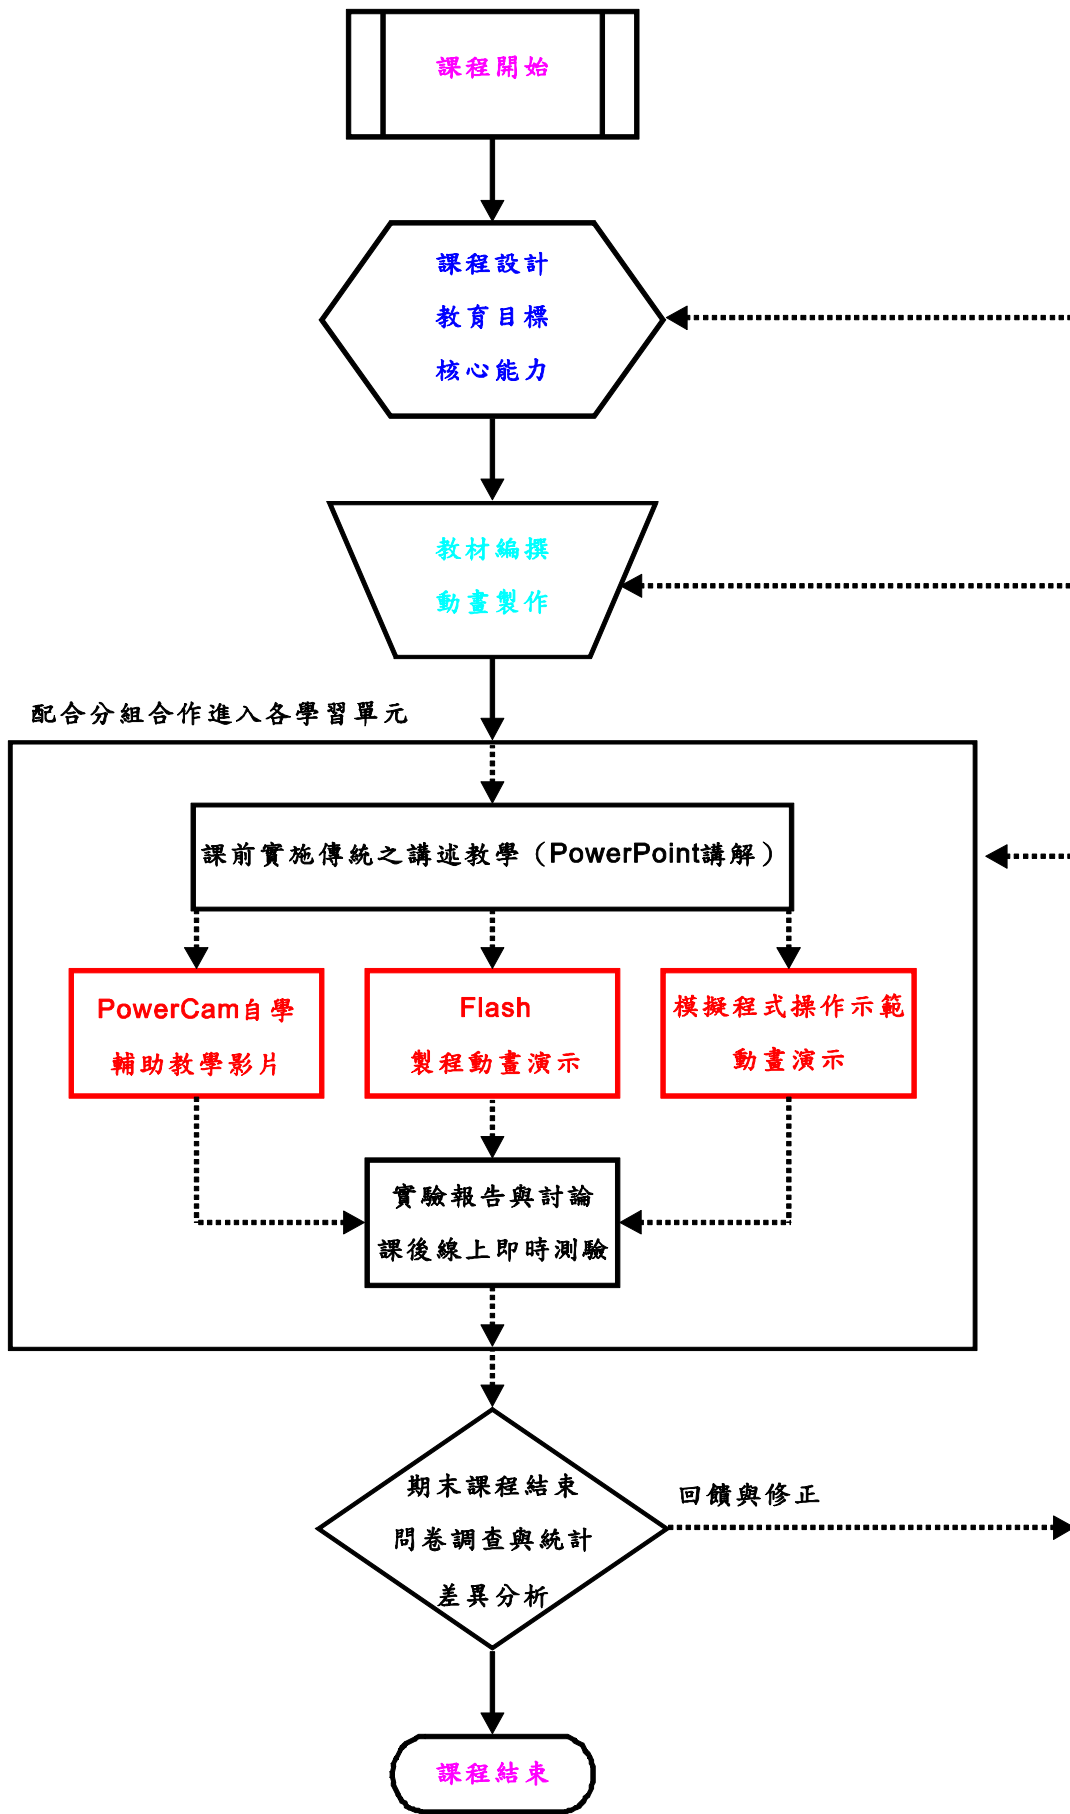 課程開始
課程設計
教育目標
核心能力
教材編撰
動畫製作
配合分組合作進入各學習單元
課前實施傳統之講述教學（PowerPoint講解）
PowerCam自學
輔助教學影片
Flash
製程動畫演示
模擬程式操作示範
動畫演示
實驗報告與討論
課後線上即時測驗
期末課程結束
問卷調查與統計
差異分析
回饋與修正
課程結束